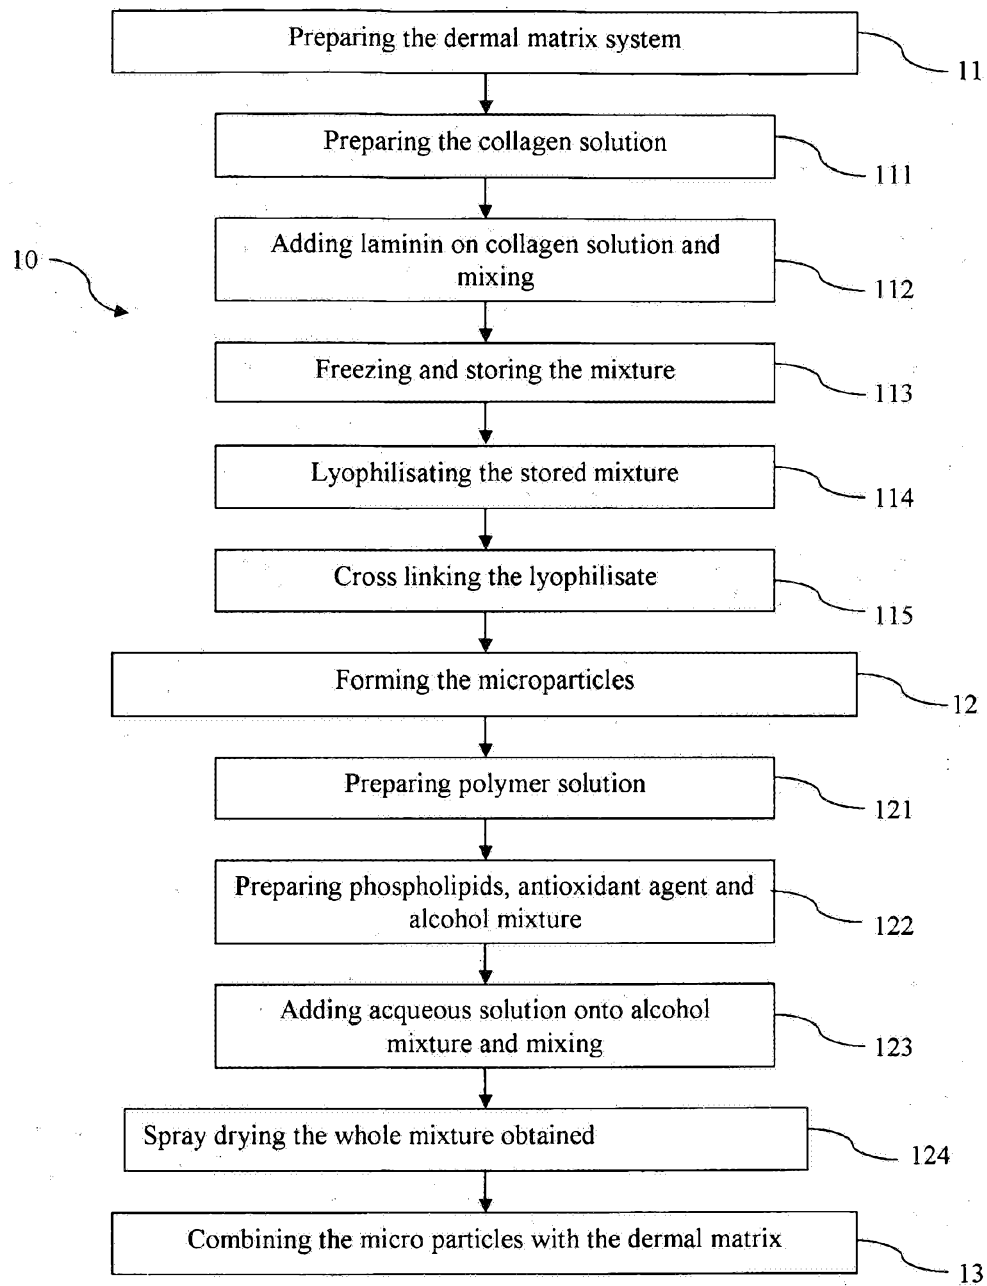 Preparing the dermal matrix system
11
Preparing the collagen solution
111
Adding laminin on collagen solution and
mixing
112
10
Freezing and storing the mixture
113
Lyophilisating the stored mixture
114
Cross linking the lyophilisate
115
Forming the microparticles
12
Preparing polymer solution
121
Preparing phospholipids, antioxidant agent and
alcohol mixture
122
Adding acqueous solution onto alcohol
mixture and mixing
123
Spray drying the whole mixture obtained
124
Combining the micro particles with the dermal matrix
13